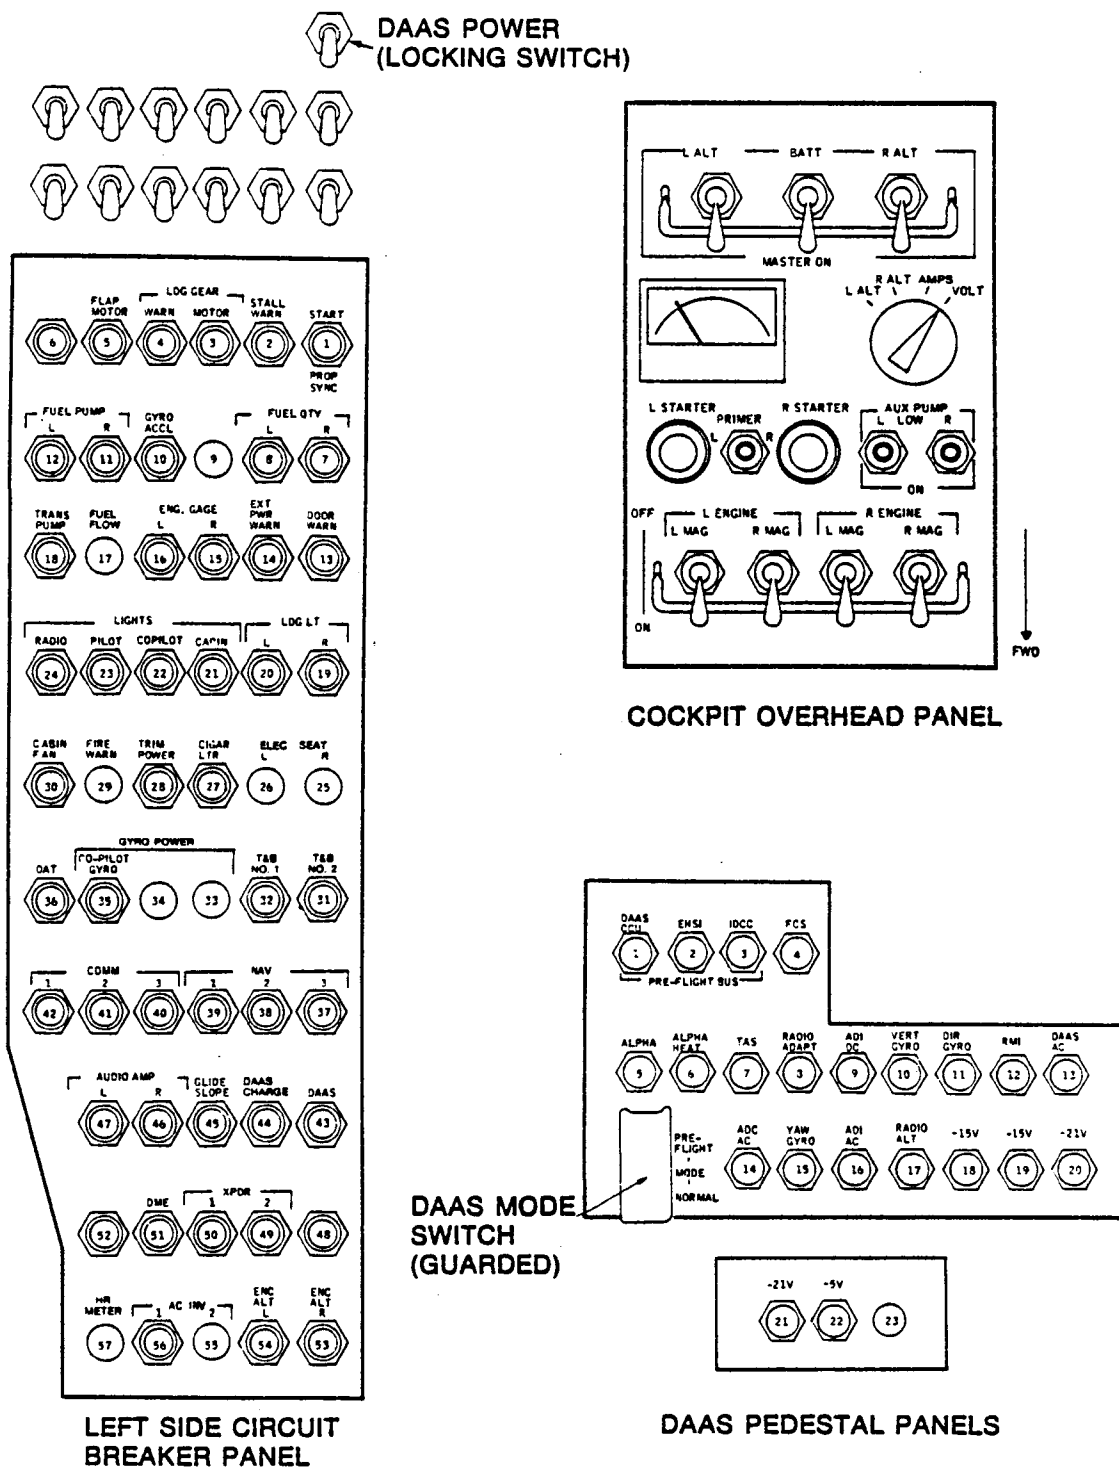 DAAS POWER
(LOCKING SWITCH)
FLAP MOTOR
LDG GEAR
WARN MOTOR
STALL WARN
START
6 5 4 3 2 1
PROP SYNC
FUEL PUMP
L R
GYRO ACCL
FUEL QTY
L R
12 11 10 9 8 7
TRANS PUMP
FUEL FLOW
ENG. GAGE
L R
EXT PWR WARN
DOOR WARN
18 17 16 15 14 13
LIGHTS
LDG LT
RADIO PILOT COPILOT CABIN L R
24 23 22 21 20 19
CABIN FAN
FIRE WARN
TRIM POWER
CIGAR LTR
ELEC SEAT
L R
30 29 28 27 26 25
GYRO POWER
OAT
CO-PILOT GYRO
T&B NO. 1
T&B NO. 2
36 35 34 33 32 31
COMM
1 2 3
NAV
1 2 3
42 41 40 39 38 37
AUDIO AMP
L R
GLIDE SLOPE
DAAS CHARGE
DAAS
47 46 45 44 43
DME
XPDR
1 2
52 51 50 49 48
HR METER
AC INV
1 2
ENC ALT L
ENC ALT R
57 56 55 54 53
LEFT SIDE CIRCUIT
BREAKER PANEL
L ALT BATT R ALT
MASTER ON
L ALT
R ALT AMPS
VOLT
L STARTER
PRIMER
L R
R STARTER
AUX PUMP
L LOW R
ON
OFF
L ENGINE
R ENGINE
L MAG R MAG L MAG R MAG
ON
FWD
COCKPIT OVERHEAD PANEL
DAAS CCU
EHSI
IDCC
FCS
1 2 3 4
PRE-FLIGHT BUS
ALPHA
ALPHA HEAT
TAS
RADIO ADAPT
ADI DC
VERT GYRO
DIR GYRO
RMI
DAAS AC
5 6 7 8 9 10 11 12 13
PRE-
FLIGHT
MODE
NORMAL
ADC AC
YAW GYRO
ADI AC
RADIO ALT
-15V
-15V
-21V
14 15 16 17 18 19 20
DAAS MODE
SWITCH
(GUARDED)
-21V -5V
21 22 23
DAAS PEDESTAL PANELS